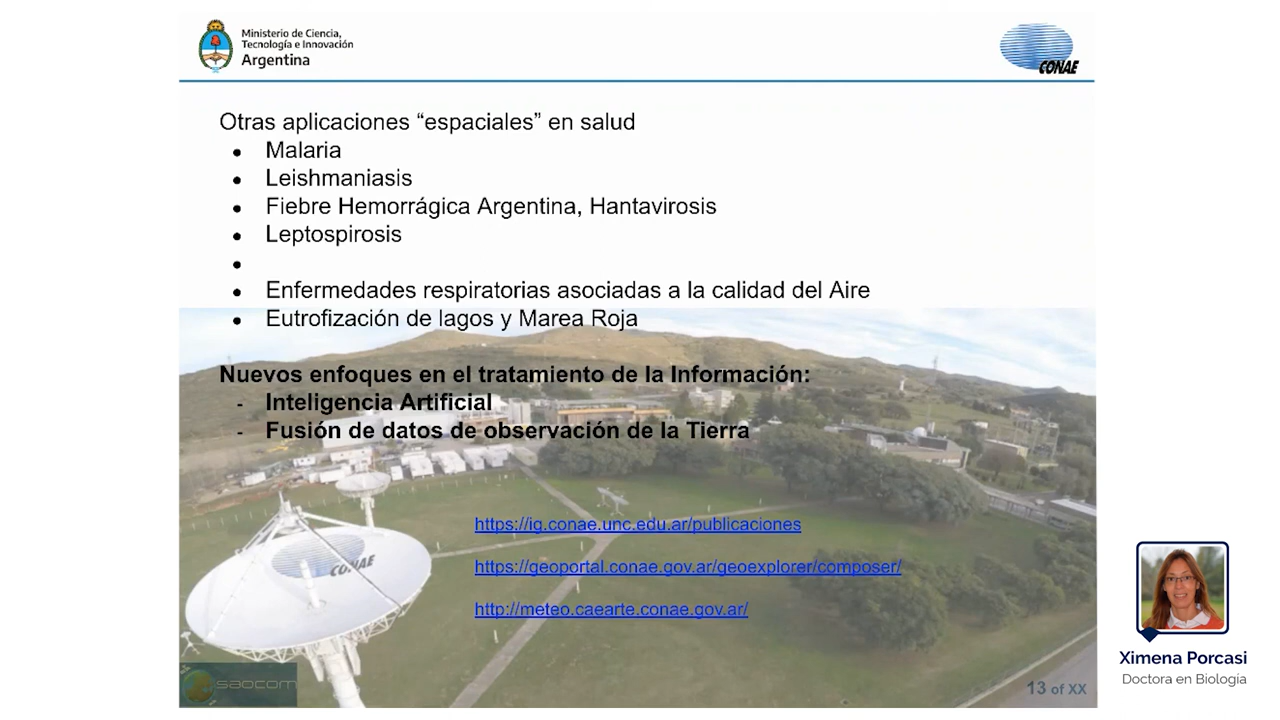 Ministerio de Ciencia,
Tecnología e Innovación
Argentina
CONAE
Otras aplicaciones “espaciales” en salud
● Malaria
● Leishmaniasis
● Fiebre Hemorrágica Argentina, Hantavirosis
● Leptospirosis
●
● Enfermedades respiratorias asociadas a la calidad del Aire
● Eutrofización de lagos y Marea Roja
Nuevos enfoques en el tratamiento de la Información:
- Inteligencia Artificial
- Fusión de datos de observación de la Tierra
https://ig.conae.unc.edu.ar/publicaciones
https://geoportal.conae.gov.ar/geoexplorer/composer/
http://meteo.caearte.conae.gov.ar/
CONAE
saocom
13 of XX
Ximena Porcasi
Doctora en Biología